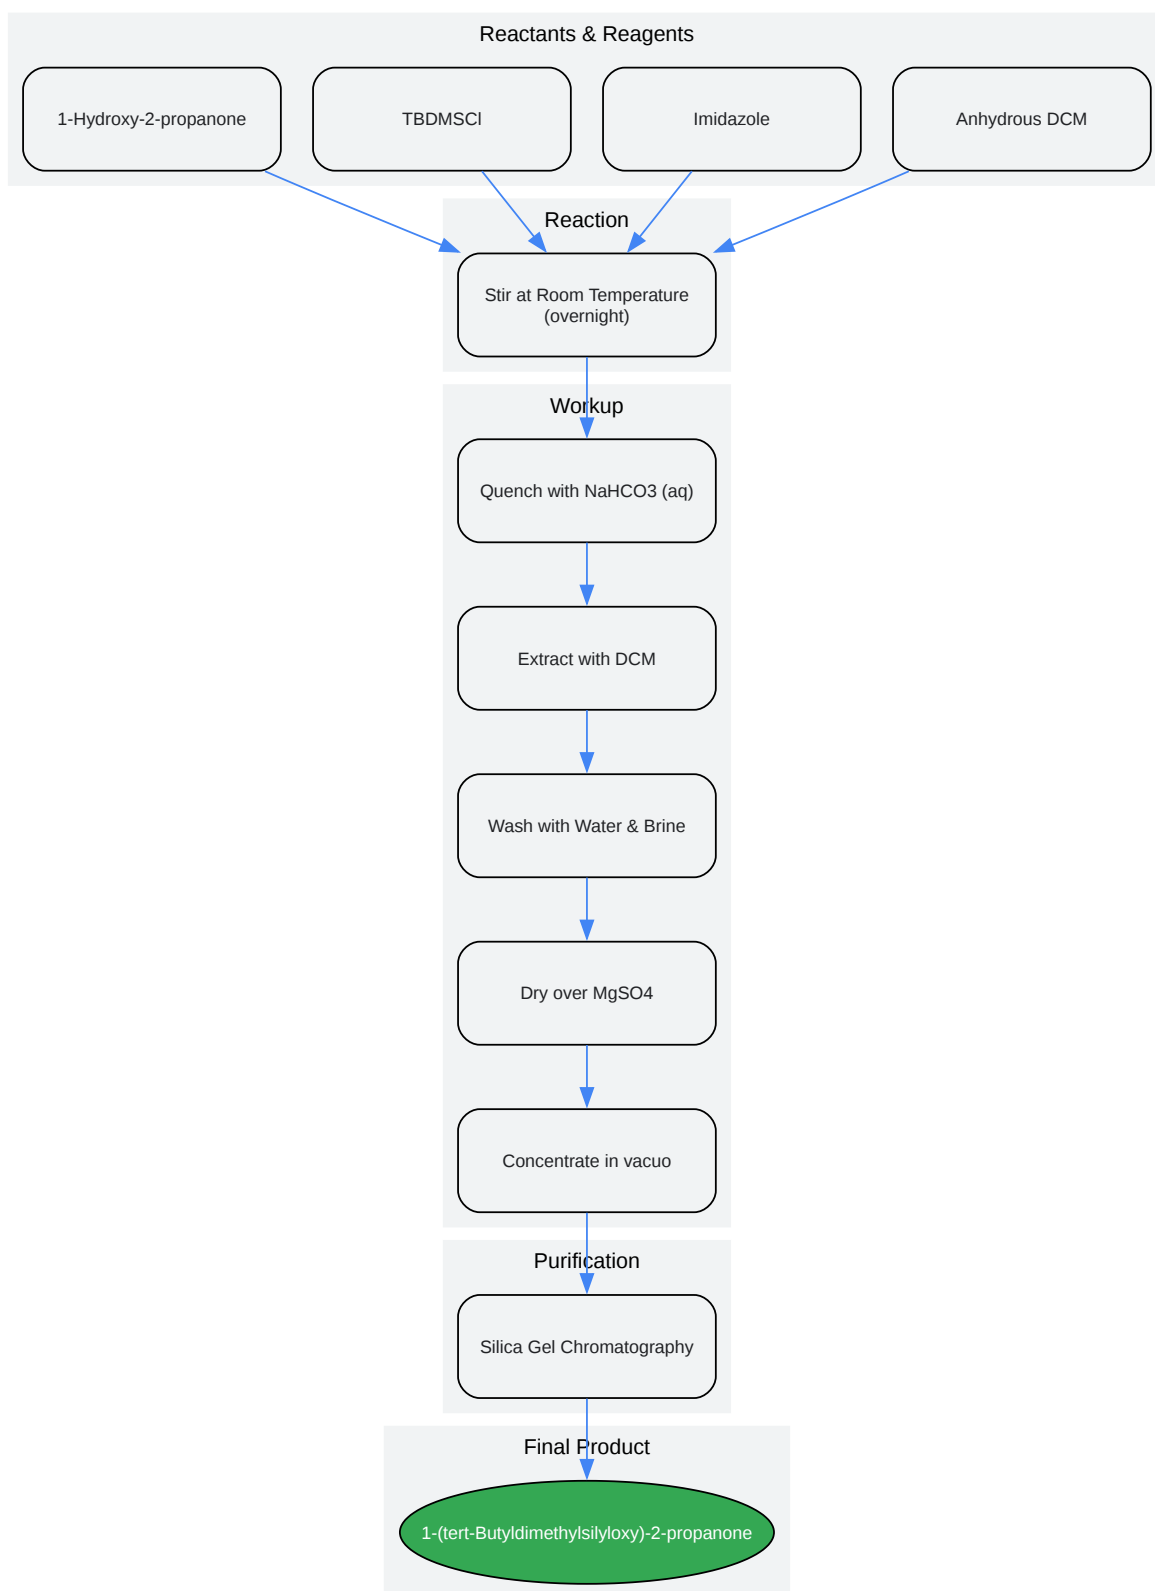 Reactants & Reagents
1-Hydroxy-2-propanone
TBDMSCl
Imidazole
Anhydrous DCM
Reaction
Stir at Room Temperature
(overnight)
Workup
Quench with NaHCO3 (aq)
Extract with DCM
Wash with Water & Brine
Dry over MgSO4
Concentrate in vacuo
Purification
Silica Gel Chromatography
Final Product
1-(tert-Butyldimethylsilyloxy)-2-propanone